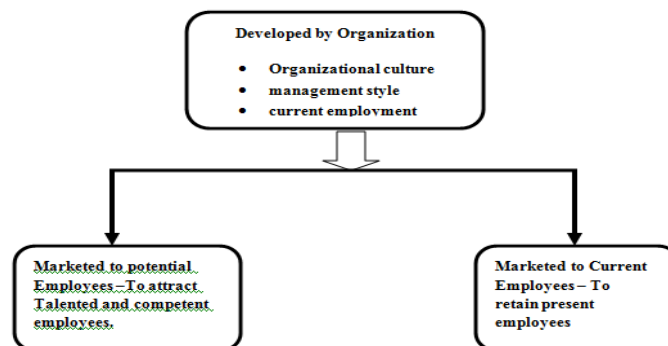 Developed by Organization
• Organizational culture
• management style
• current employment
Marketed to potential
Employees –To attract
Talented and competent
employees.
Marketed to Current
Employees – To
retain present
employees